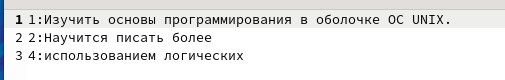 1 1:Изучить основы программирования в оболочке ОС UNIX.
2 2:Научится писать более
3 4:использованием логических